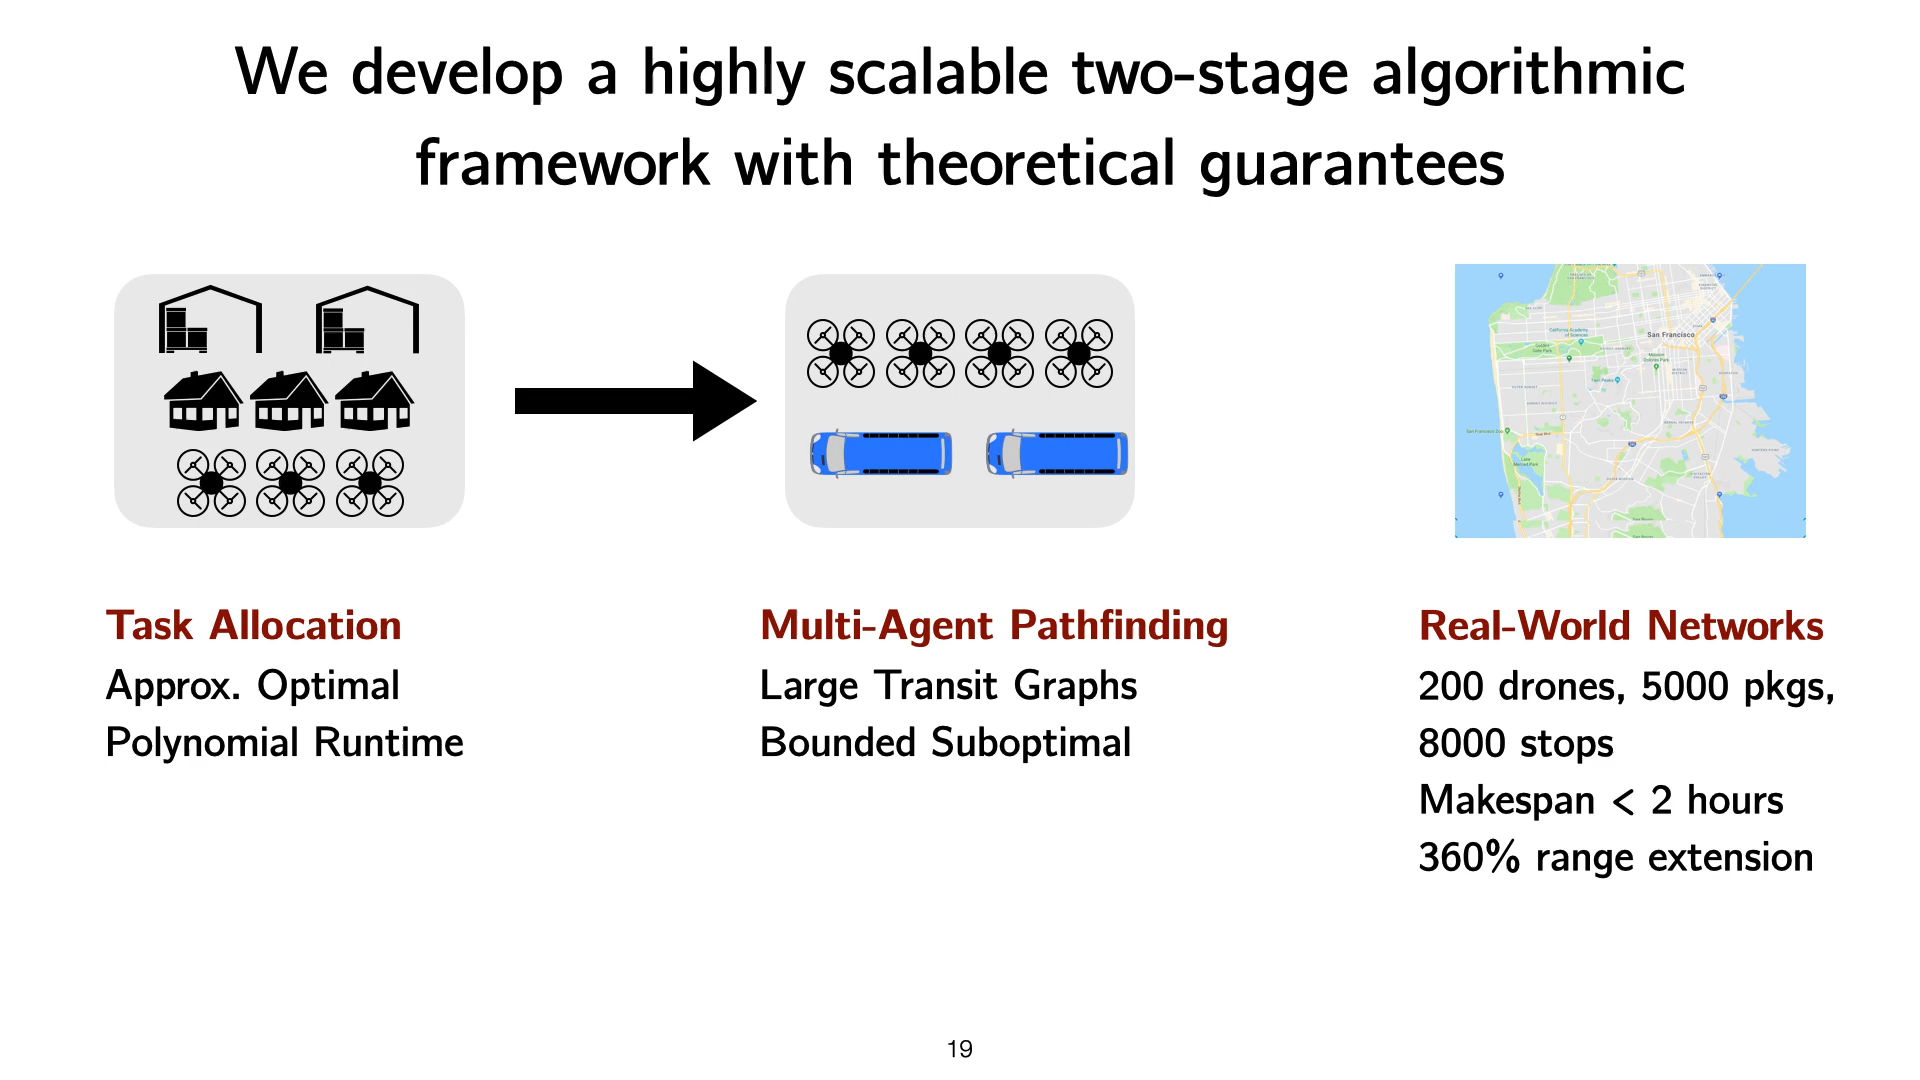 We develop a highly scalable two-stage algorithmic
framework with theoretical guarantees
San Francisco
Task Allocation
Approx. Optimal
Polynomial Runtime
Multi-Agent Pathfinding
Large Transit Graphs
Bounded Suboptimal
Real-World Networks
200 drones, 5000 pkgs,
8000 stops
Makespan < 2 hours
360% range extension
19